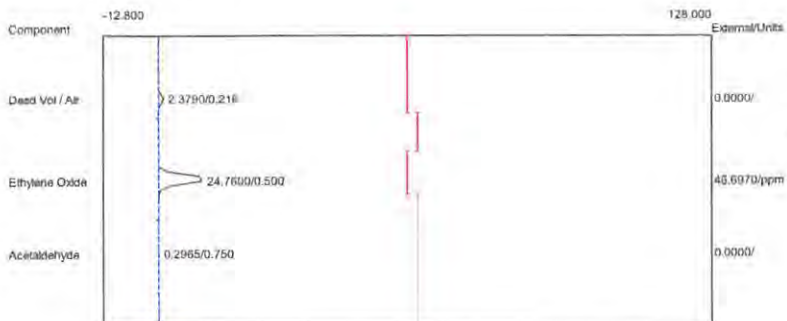 -12.800 128.000
Component External/Units
Dead Vol / Air 2.3790/0.216 0.0000/
Ethylene Oxide 24.7600/0.500 48.6970/ppm
Acetaldehyde 0.2965/0.750 0.0000/